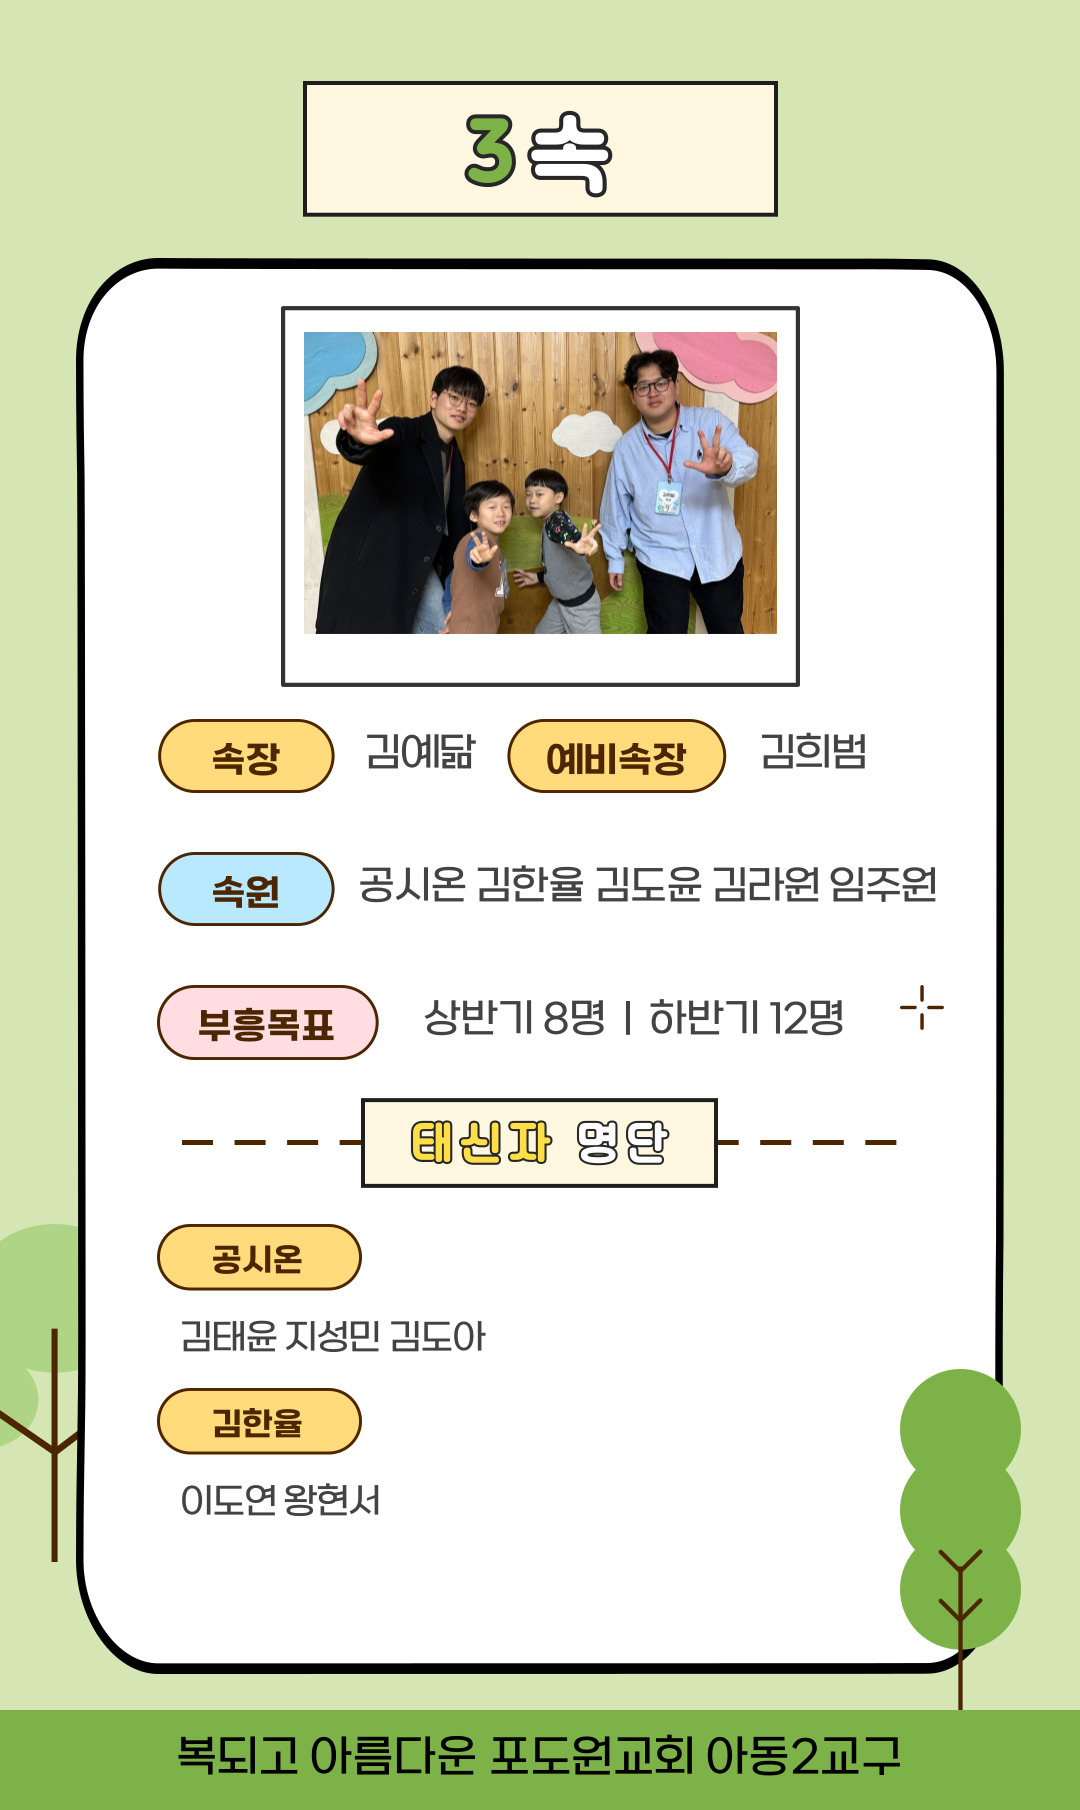 3속
속장 김예닮 예비속장 김희범
속원 공시온 김한율 김도윤 김라원 임주원
부흥목표 상반기 8명 | 하반기 12명
태신자 명단
공시온
김태윤 지성민 김도아
김한율
이도연 왕현서
복되고 아름다운 포도원교회 아동2교구